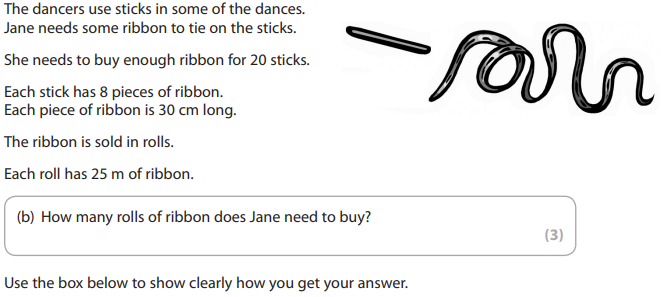 The dancers use sticks in some of the dances.
Jane needs some ribbon to tie on the sticks.
She needs to buy enough ribbon for 20 sticks.
Each stick has 8 pieces of ribbon.
Each piece of ribbon is 30 cm long.
The ribbon is sold in rolls.
Each roll has 25 m of ribbon.
(b) How many rolls of ribbon does Jane need to buy?
(3)
Use the box below to show clearly how you get your answer.